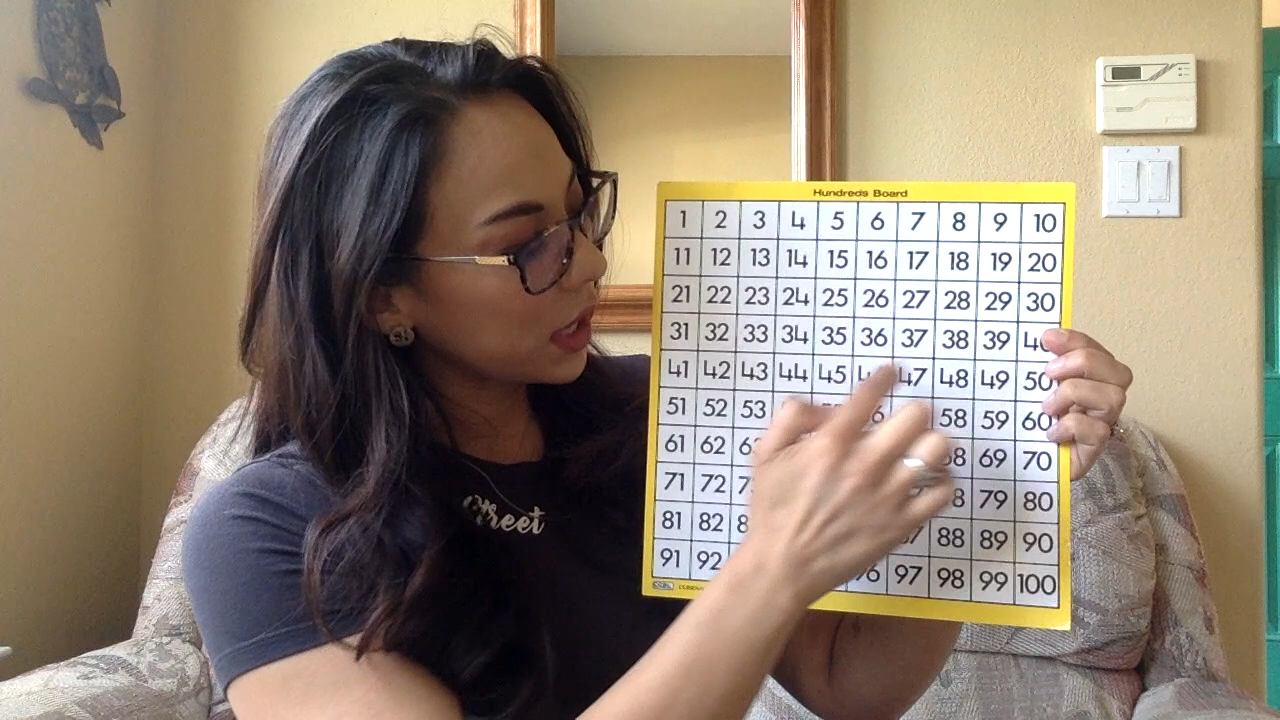 Hundreds Board
1 2 3 4 5 6 7 8 9 10
11 12 13 14 15 16 17 18 19 20
21 22 23 24 25 26 27 28 29 30
31 32 33 34 35 36 37 38 39 40
41 42 43 44 45 47 48 49 50
51 52 53 58 59 60
61 62 69 70
71 72 79 80
81 82 88 89 90
91 92 97 98 99 100
Street